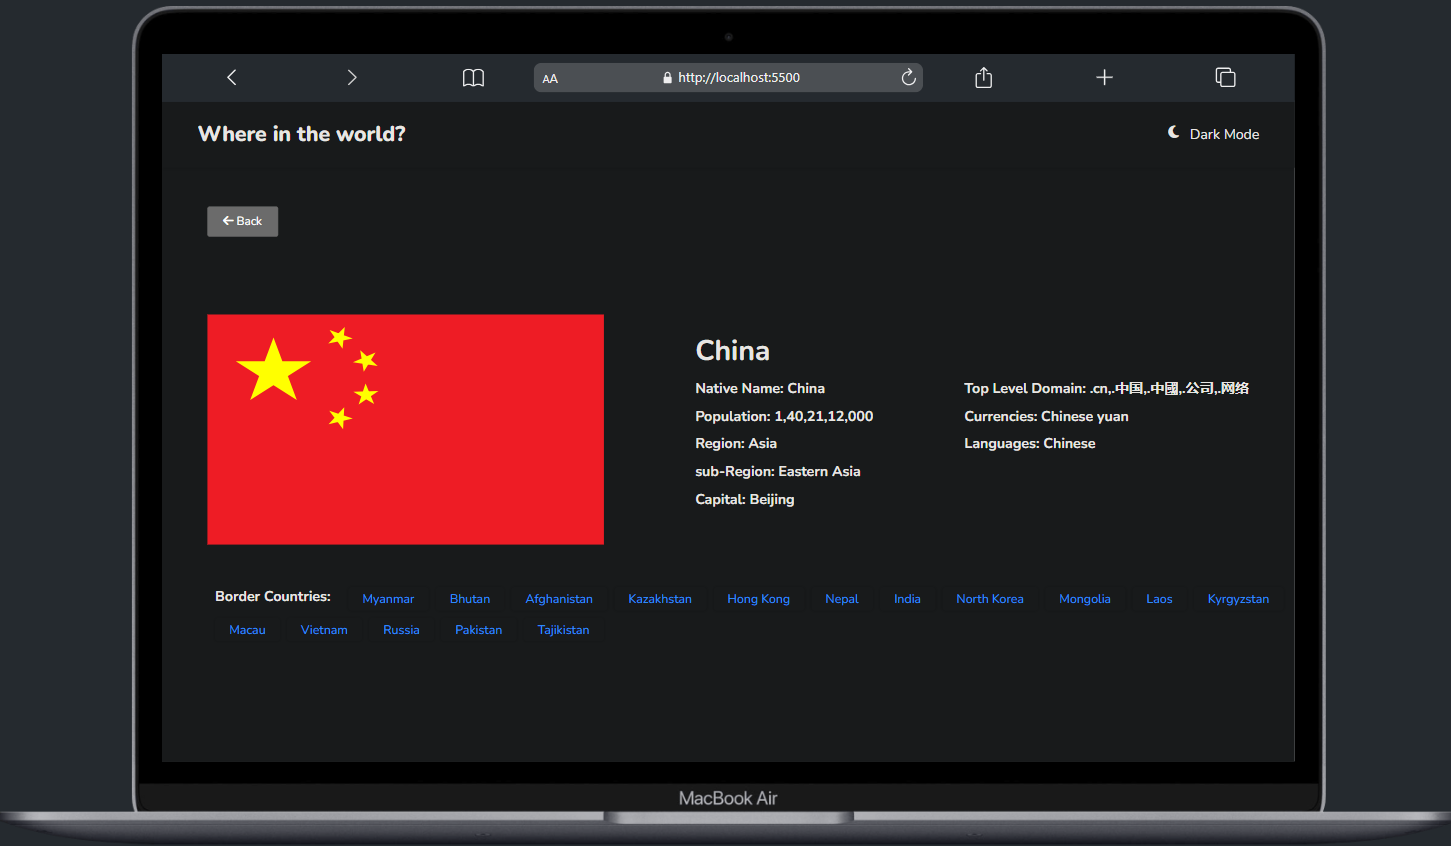 AA http://localhost:5500
Where in the world? Dark Mode
Back
China
Native Name: China Top Level Domain: .cn,.中国,.中國,.公司,.网络
Population: 1,40,21,12,000 Currencies: Chinese yuan
Region: Asia Languages: Chinese
sub-Region: Eastern Asia
Capital: Beijing
Border Countries: Myanmar Bhutan Afghanistan Kazakhstan Hong Kong Nepal India North Korea Mongolia Laos Kyrgyzstan
Macau Vietnam Russia Pakistan Tajikistan
MacBook Air